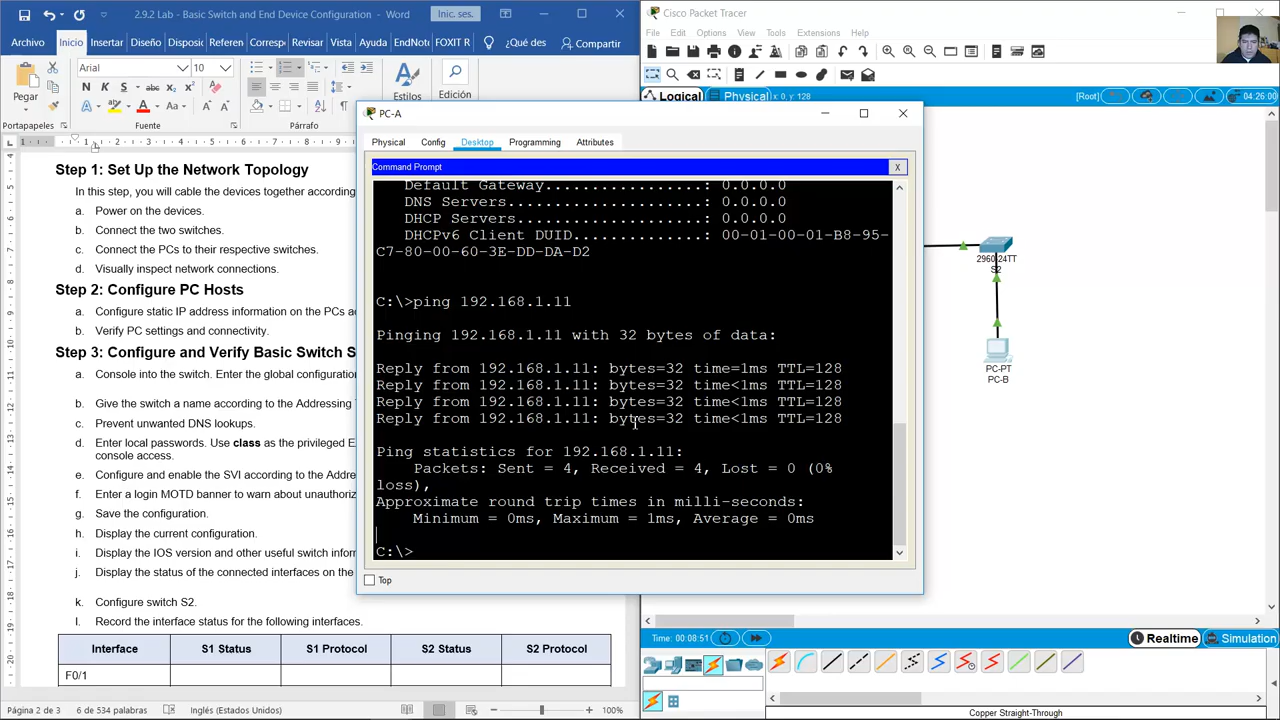 2.9.2 Lab - Basic Switch and End Device Configuration
Inic. ses.
Archivo
Inicio
Diseño
Disposic
Referen
Corresp
Revisar
Vista
Ayuda
EndNote
FOXIT R
¿Qué des
Compartir
Pegar
Arial
10
Estilos
Edición
Portapapeles
Fuente
Párrafo
Step 1: Set Up the Network Topology
In this step, you will cable the devices together according
a. Power on the devices.
b. Connect the two switches.
c. Connect the PCs to their respective switches.
d. Visually inspect network connections.
Step 2: Configure PC Hosts
a. Configure static IP address information on the PCs a
b. Verify PC settings and connectivity.
Step 3: Configure and Verify Basic Switch S
a. Console into the switch. Enter the global configuration
b. Give the switch a name according to the Addressing T
c. Prevent unwanted DNS lookups.
d. Enter local passwords. Use class as the privileged E
console access.
e. Configure and enable the SVI according to the Addre
f. Enter a login MOTD banner to warn about unauthoriz
g. Save the configuration.
h. Display the current configuration.
i. Display the IOS version and other useful switch infor
j. Display the status of the connected interfaces on the
k. Configure switch S2.
l. Record the interface status for the following interfaces.
Interface S1 Status S1 Protocol S2 Status S2 Protocol
F0/1
Página 2 de 3 6 de 534 palabras Inglés (Estados Unidos) 100%
Cisco Packet Tracer
File Edit Options View Tools Extensions Help
Logical Physical x: 0, y: 128 [Root] 04:26:00
PC-A
Physical Config Desktop Programming Attributes
Command Prompt X
Default Gateway.................: 0.0.0.0
DNS Servers.....................: 0.0.0.0
DHCP Servers....................: 0.0.0.0
DHCPv6 Client DUID..............: 00-01-00-01-B8-95-
C7-80-00-60-3E-DD-DA-D2
C:\>ping 192.168.1.11
Pinging 192.168.1.11 with 32 bytes of data:
Reply from 192.168.1.11: bytes=32 time=1ms TTL=128
Reply from 192.168.1.11: bytes=32 time<1ms TTL=128
Reply from 192.168.1.11: bytes=32 time<1ms TTL=128
Reply from 192.168.1.11: bytes=32 time<1ms TTL=128
Ping statistics for 192.168.1.11:
Packets: Sent = 4, Received = 4, Lost = 0 (0%
loss),
Approximate round trip times in milli-seconds:
Minimum = 0ms, Maximum = 1ms, Average = 0ms
C:\>
Top
2960-24TT
S2
PC-PT
PC-B
Time: 00:08:51
Realtime Simulation
Copper Straight-Through